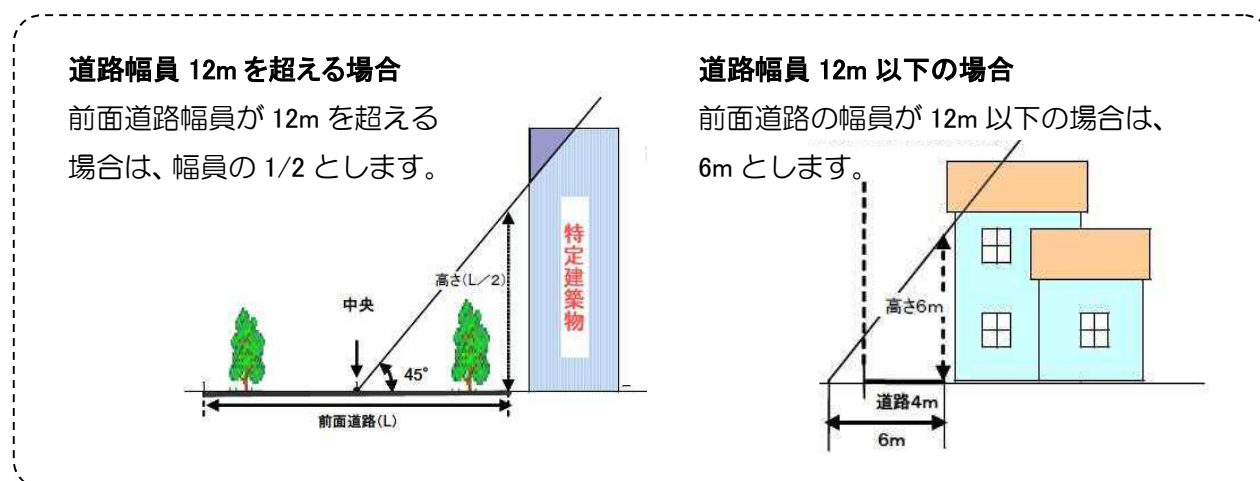 道路幅員 12m を超える場合
前面道路幅員が 12m を超える
場合は、幅員の 1/2 とします。
特定建築物
高さ(L／2)
中央
45°
前面道路(L)
道路幅員 12m 以下の場合
前面道路の幅員が 12m 以下の場合は、
6m とします。
高さ6m
道路4m
6m